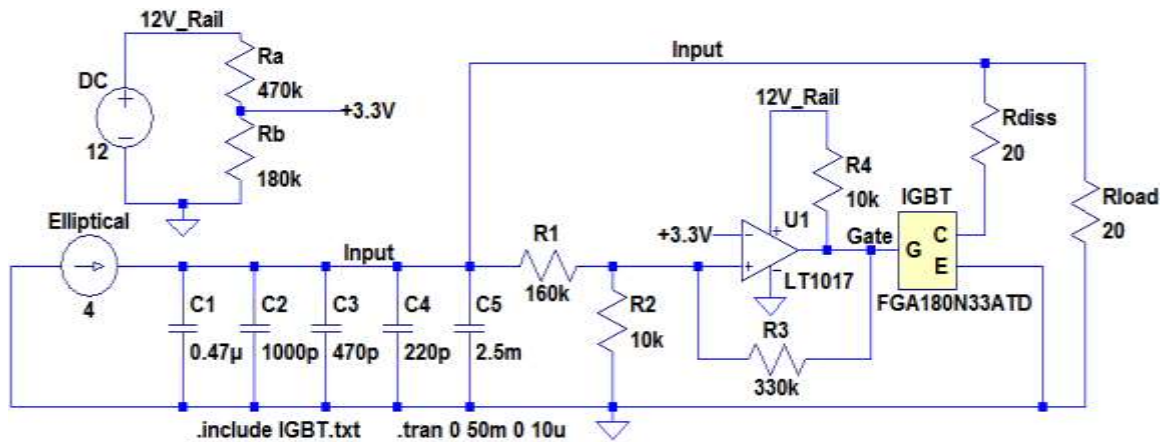 12V_Rail
DC
12
Ra
470k
+3.3V
Rb
180k
Input
12V_Rail
Rdiss
20
R4
10k
IGBT
Rload
20
Elliptical
4
Input
R1
160k
+3.3V
U1
LT1017
Gate
G C
E
FGA180N33ATD
C1
0.47µ
C2
1000p
C3
470p
C4
220p
C5
2.5m
R2
10k
R3
330k
.include IGBT.txt
.tran 0 50m 0 10u